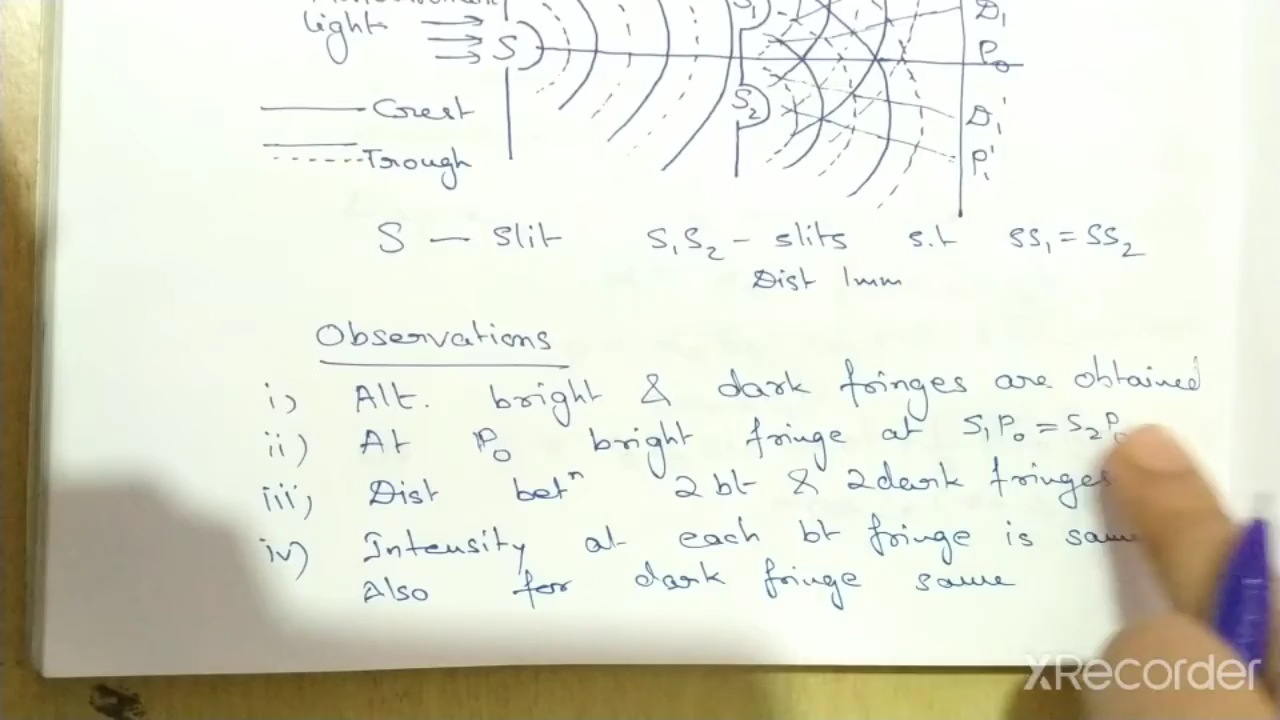 light
S
S₁
D₁
P₀
S₂
D₁'
P₁'
Crest
Trough
S — slit S₁S₂ – slits s.t SS₁ = SS₂
Dist 1mm
Observations
i) Alt. bright & dark fringes are obtained
ii) At P₀ bright fringe at S₁P₀ = S₂P₀
iii) Dist betⁿ 2 bt & 2 dark fringes
iv) Intensity at each bt fringe is
Also for dark fringe same
XRecorder